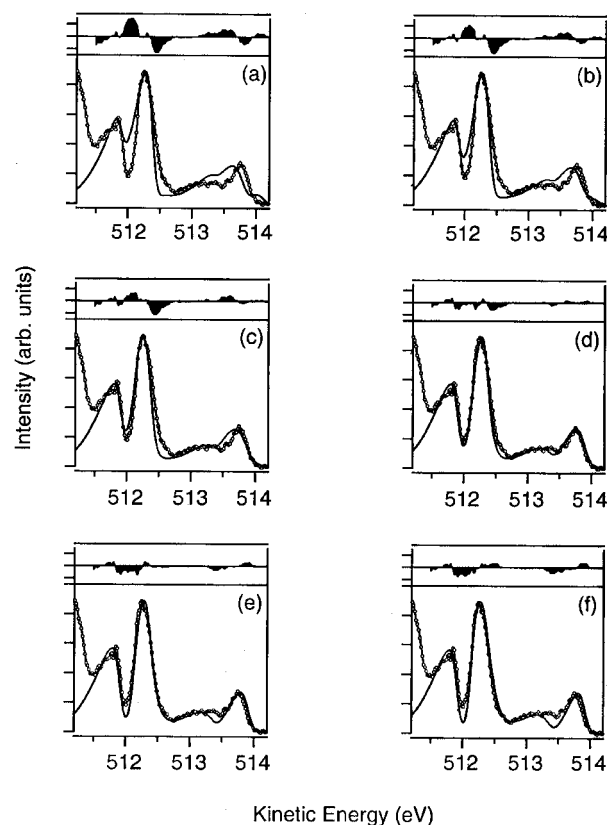 (a)
(b)
512 513 514
512 513 514
(c)
(d)
512 513 514
512 513 514
(e)
(f)
512 513 514
512 513 514
Intensity (arb. units)
Kinetic Energy (eV)